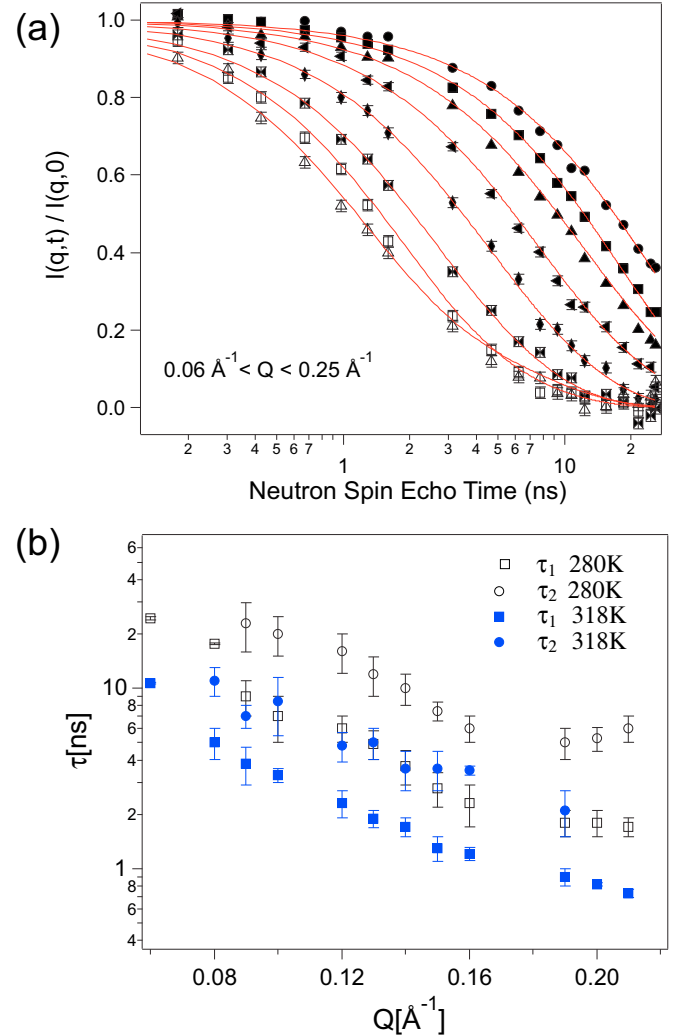 (a)
1.0
0.8
0.6
0.4
0.2
0.0
I(q,t) / I(q,0)
0.06 Å⁻¹< Q < 0.25 Å⁻¹
2 3 4 5 6 7 1 2 3 4 5 6 7 10 2
Neutron Spin Echo Time (ns)
(b)
6
4
2
10
8
6
4
2
1
8
6
4
τ[ns]
τ₁ 280K
τ₂ 280K
τ₁ 318K
τ₂ 318K
0.08 0.12 0.16 0.20
Q[Å⁻¹]